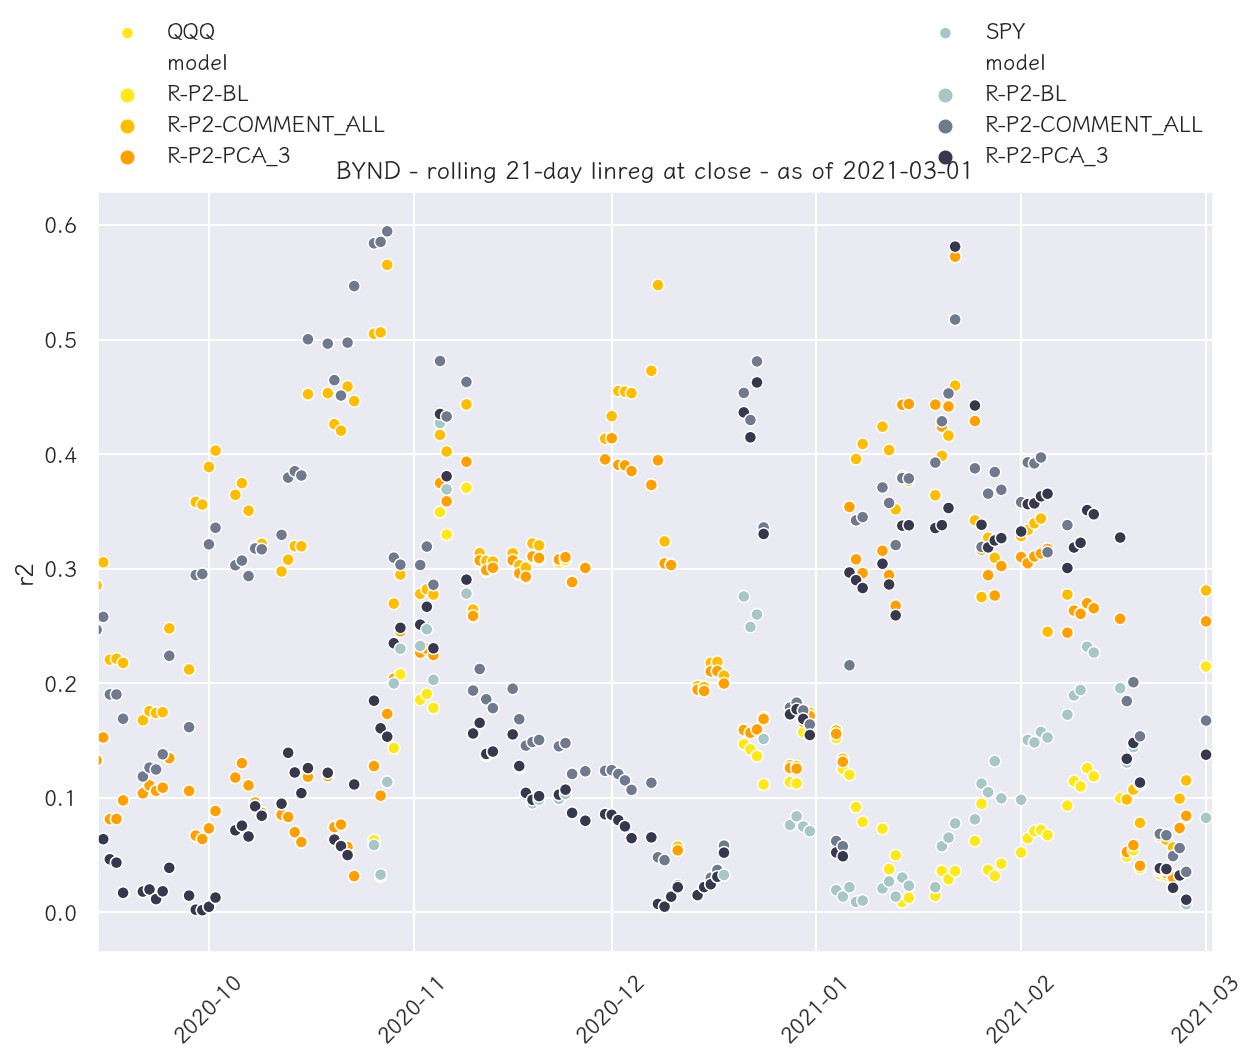 QQQ
model
R-P2-BL
R-P2-COMMENT_ALL
R-P2-PCA_3
SPY
model
R-P2-BL
R-P2-COMMENT_ALL
R-P2-PCA_3
BYND - rolling 21-day linreg at close - as of 2021-03-01
0.6
0.5
0.4
0.3
0.2
0.1
0.0
r2
2020-10
2020-11
2020-12
2021-01
2021-02
2021-03